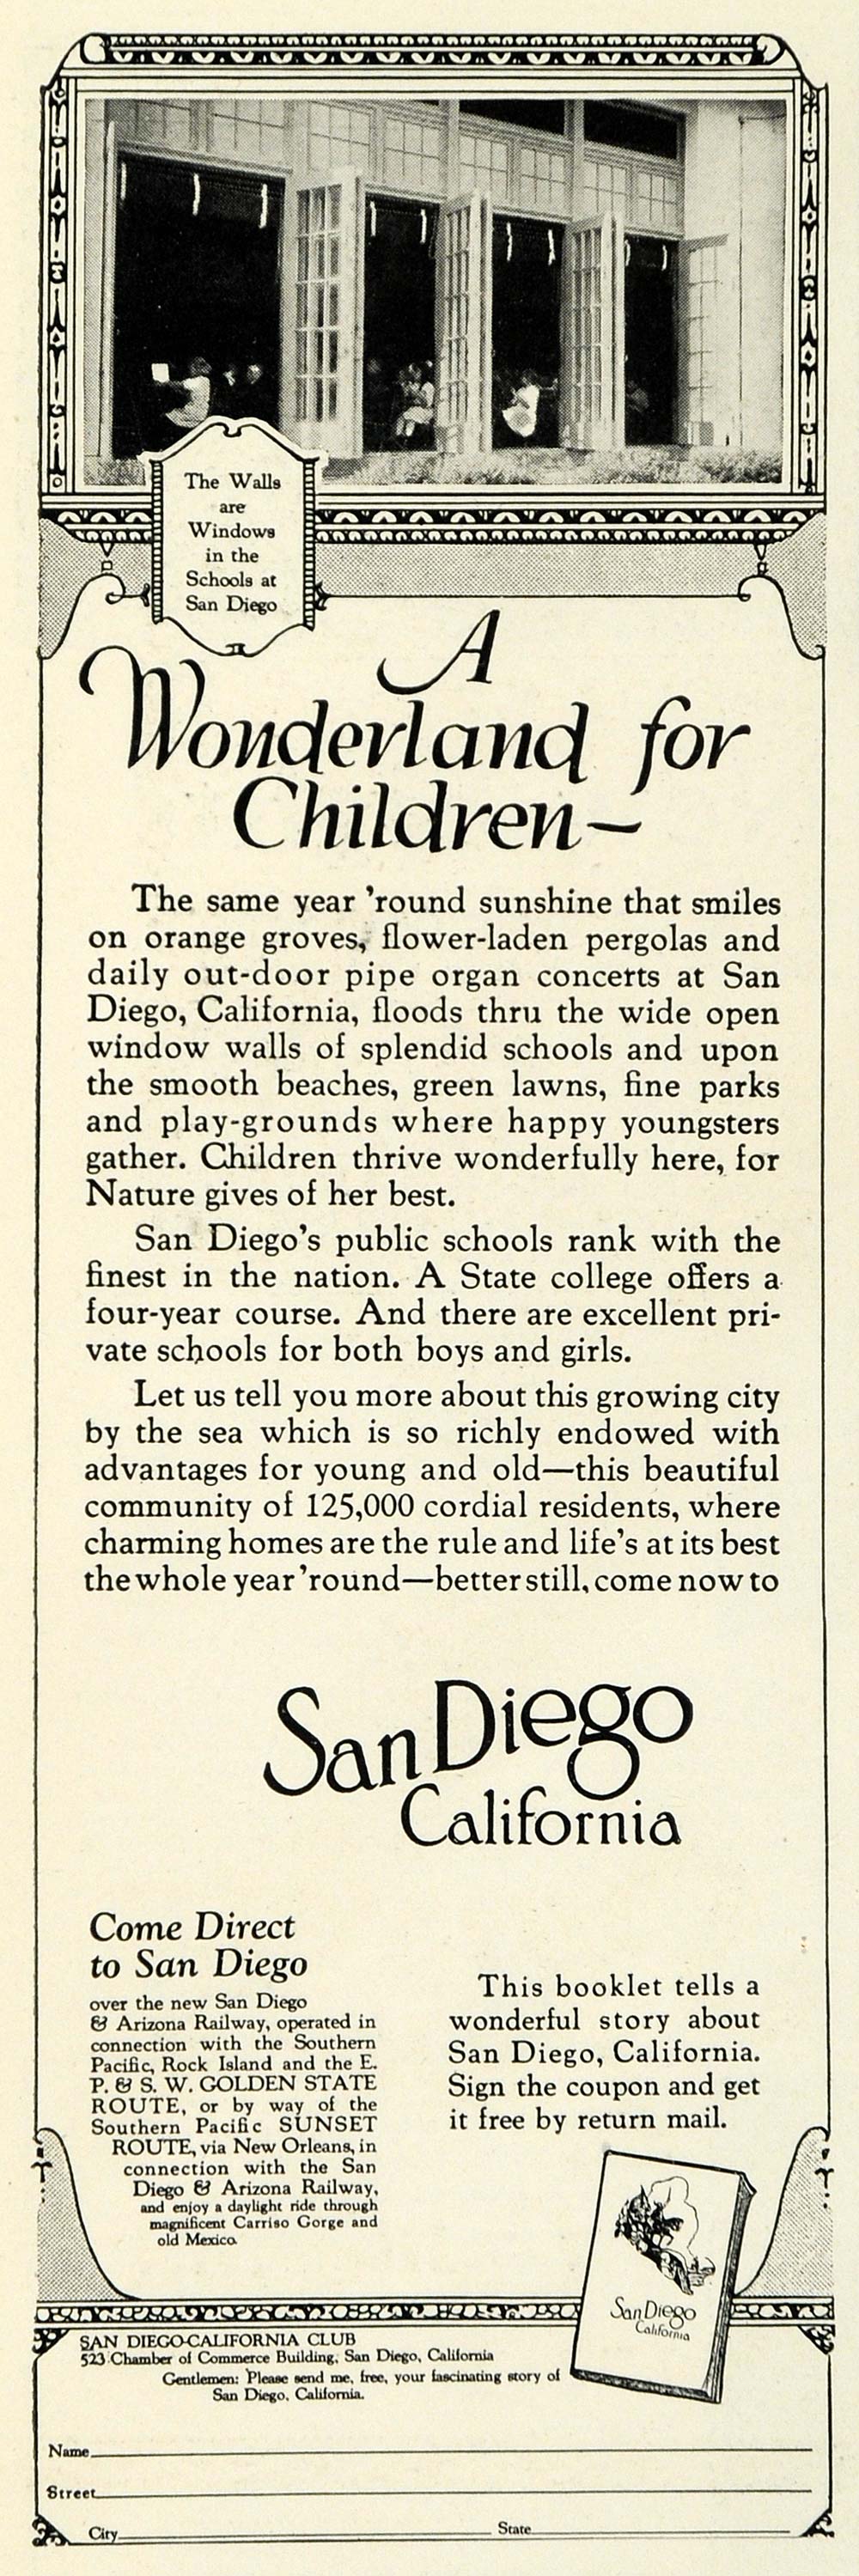 The Walls
are
Windows
in the
Schools at
San Diego
A
Wonderland for
Children—
The same year 'round sunshine that smiles
on orange groves, flower-laden pergolas and
daily out-door pipe organ concerts at San
Diego, California, floods thru the wide open
window walls of splendid schools and upon
the smooth beaches, green lawns, fine parks
and play-grounds where happy youngsters
gather. Children thrive wonderfully here, for
Nature gives of her best.
San Diego's public schools rank with the
finest in the nation. A State college offers a
four-year course. And there are excellent pri-
vate schools for both boys and girls.
Let us tell you more about this growing city
by the sea which is so richly endowed with
advantages for young and old—this beautiful
community of 125,000 cordial residents, where
charming homes are the rule and life's at its best
the whole year 'round—better still, come now to
San Diego
California
Come Direct
to San Diego
over the new San Diego
& Arizona Railway, operated in
connection with the Southern
Pacific, Rock Island and the E.
P. & S. W. GOLDEN STATE
ROUTE, or by way of the
Southern Pacific SUNSET
ROUTE, via New Orleans, in
connection with the San
Diego & Arizona Railway,
and enjoy a daylight ride through
magnificent Carriso Gorge and
old Mexico.
This booklet tells a
wonderful story about
San Diego, California.
Sign the coupon and get
it free by return mail.
San Diego
California
SAN DIEGO-CALIFORNIA CLUB
523 Chamber of Commerce Building, San Diego, California
Gentlemen: Please send me, free, your fascinating story of
San Diego, California.
Name
Street
City State